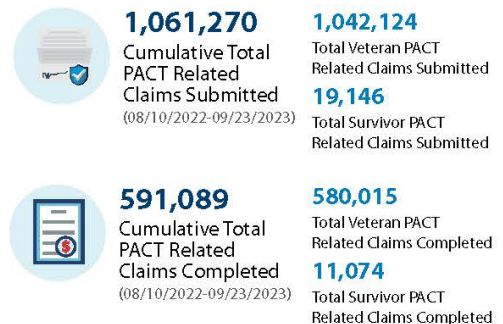 1,061,270
Cumulative Total
PACT Related
Claims Submitted
(08/10/2022-09/23/2023)
1,042,124
Total Veteran PACT
Related Claims Submitted
19,146
Total Survivor PACT
Related Claims Submitted
591,089
Cumulative Total
PACT Related
Claims Completed
(08/10/2022-09/23/2023)
580,015
Total Veteran PACT
Related Claims Completed
11,074
Total Survivor PACT
Related Claims Completed